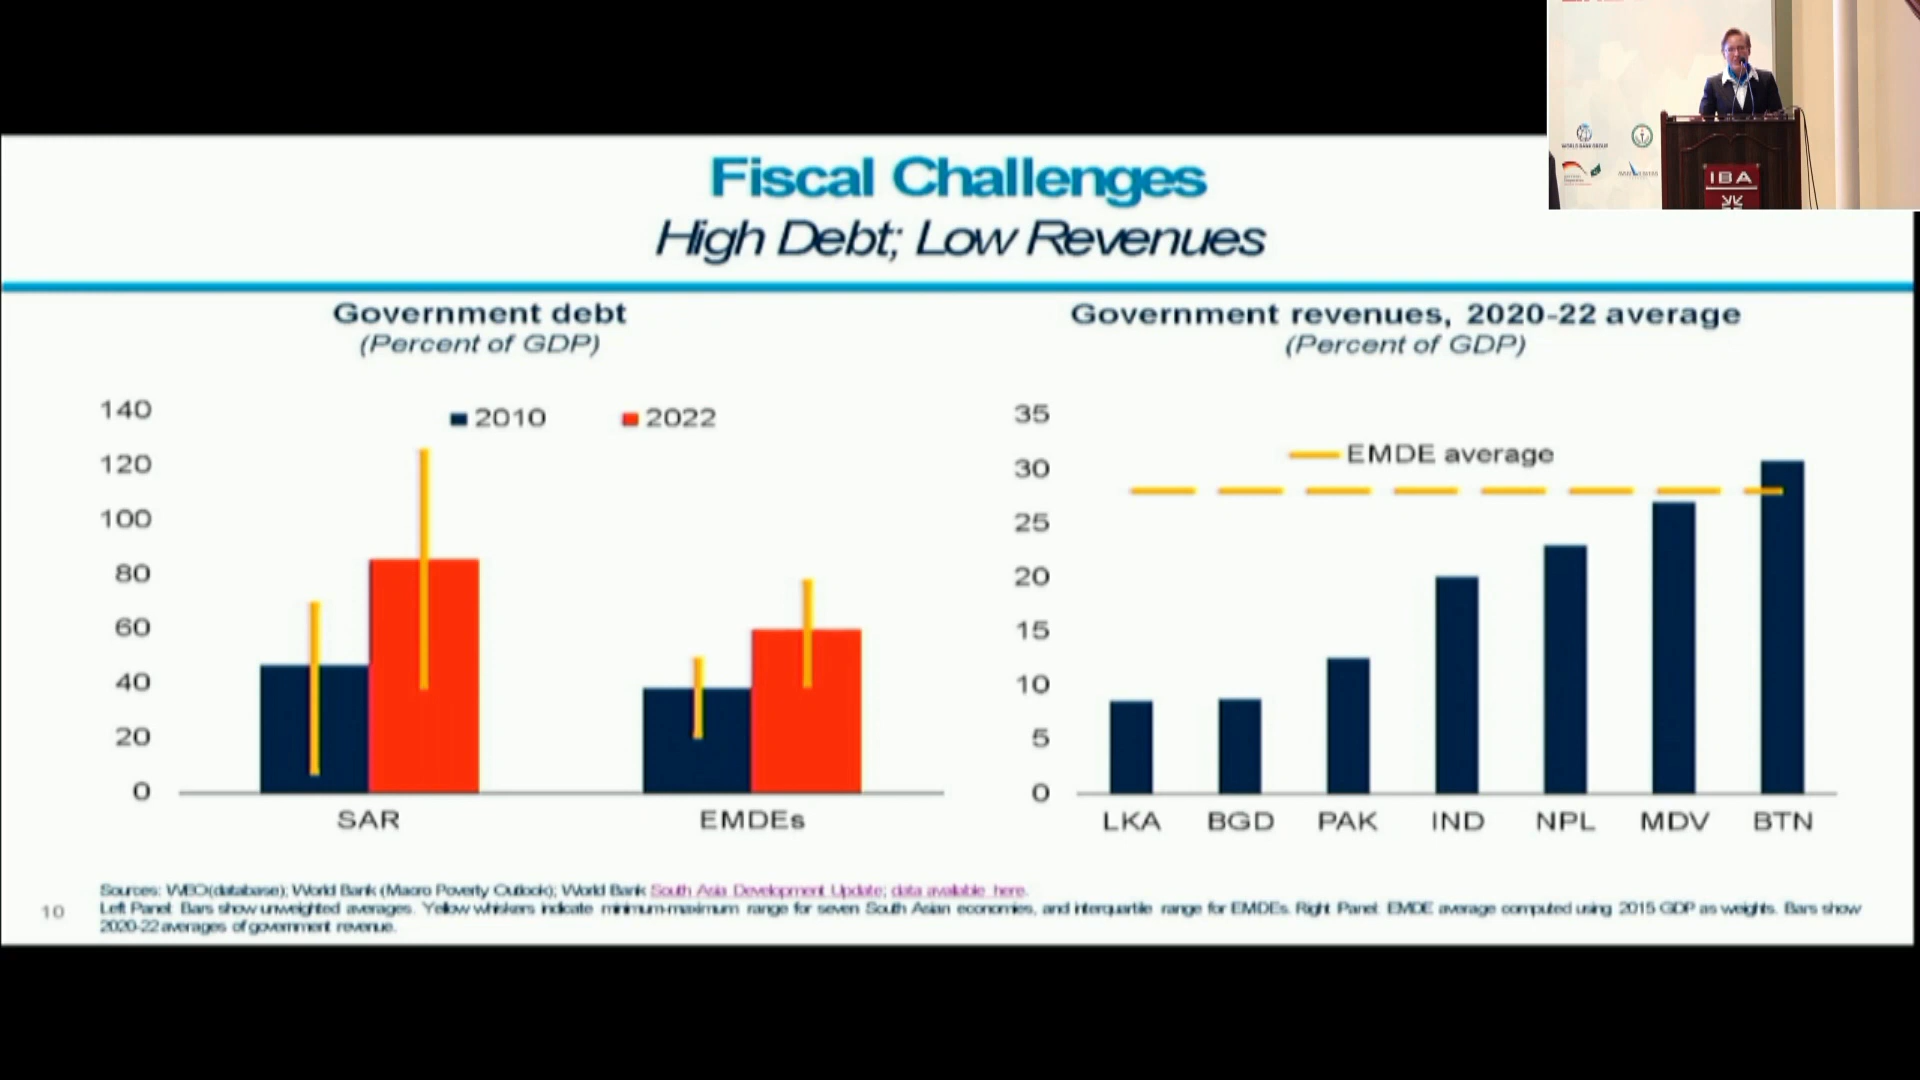 Fiscal Challenges
High Debt; Low Revenues
Government debt
(Percent of GDP)
140
120
100
80
60
40
20
0
2010
2022
SAR
EMDEs
Government revenues, 2020-22 average
(Percent of GDP)
35
30
25
20
15
10
5
0
EMDE average
LKA
BGD
PAK
IND
NPL
MDV
BTN
Sources: WEO(database); World Bank (Macro Poverty Outlook); World Bank South Asia Development Update; data available here.
Left Panel: Bars show unweighted averages. Yellow whiskers indicate minimum-maximum range for seven South Asian economies, and interquartile range for EMDEs. Right Panel: EMDE average computed using 2015 GDP as weights. Bars show
2020-22 averages of government revenue.
10
WORLD BANK GROUP
IBA